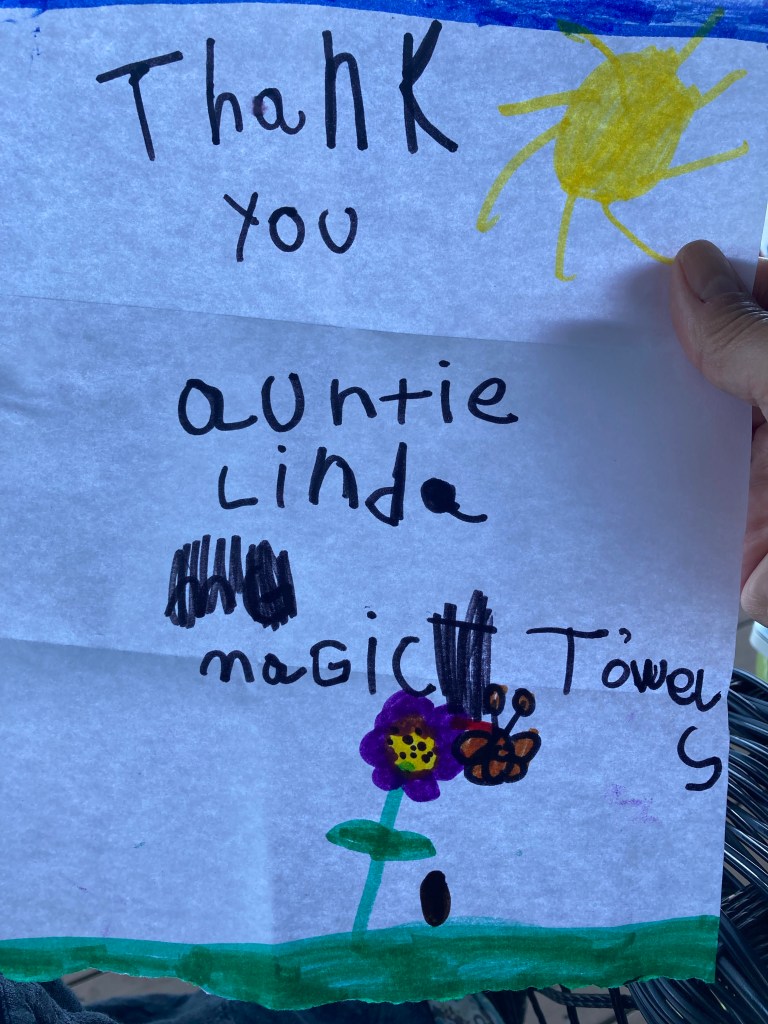 Thank
you
auntie
Linda
magic Towel
s